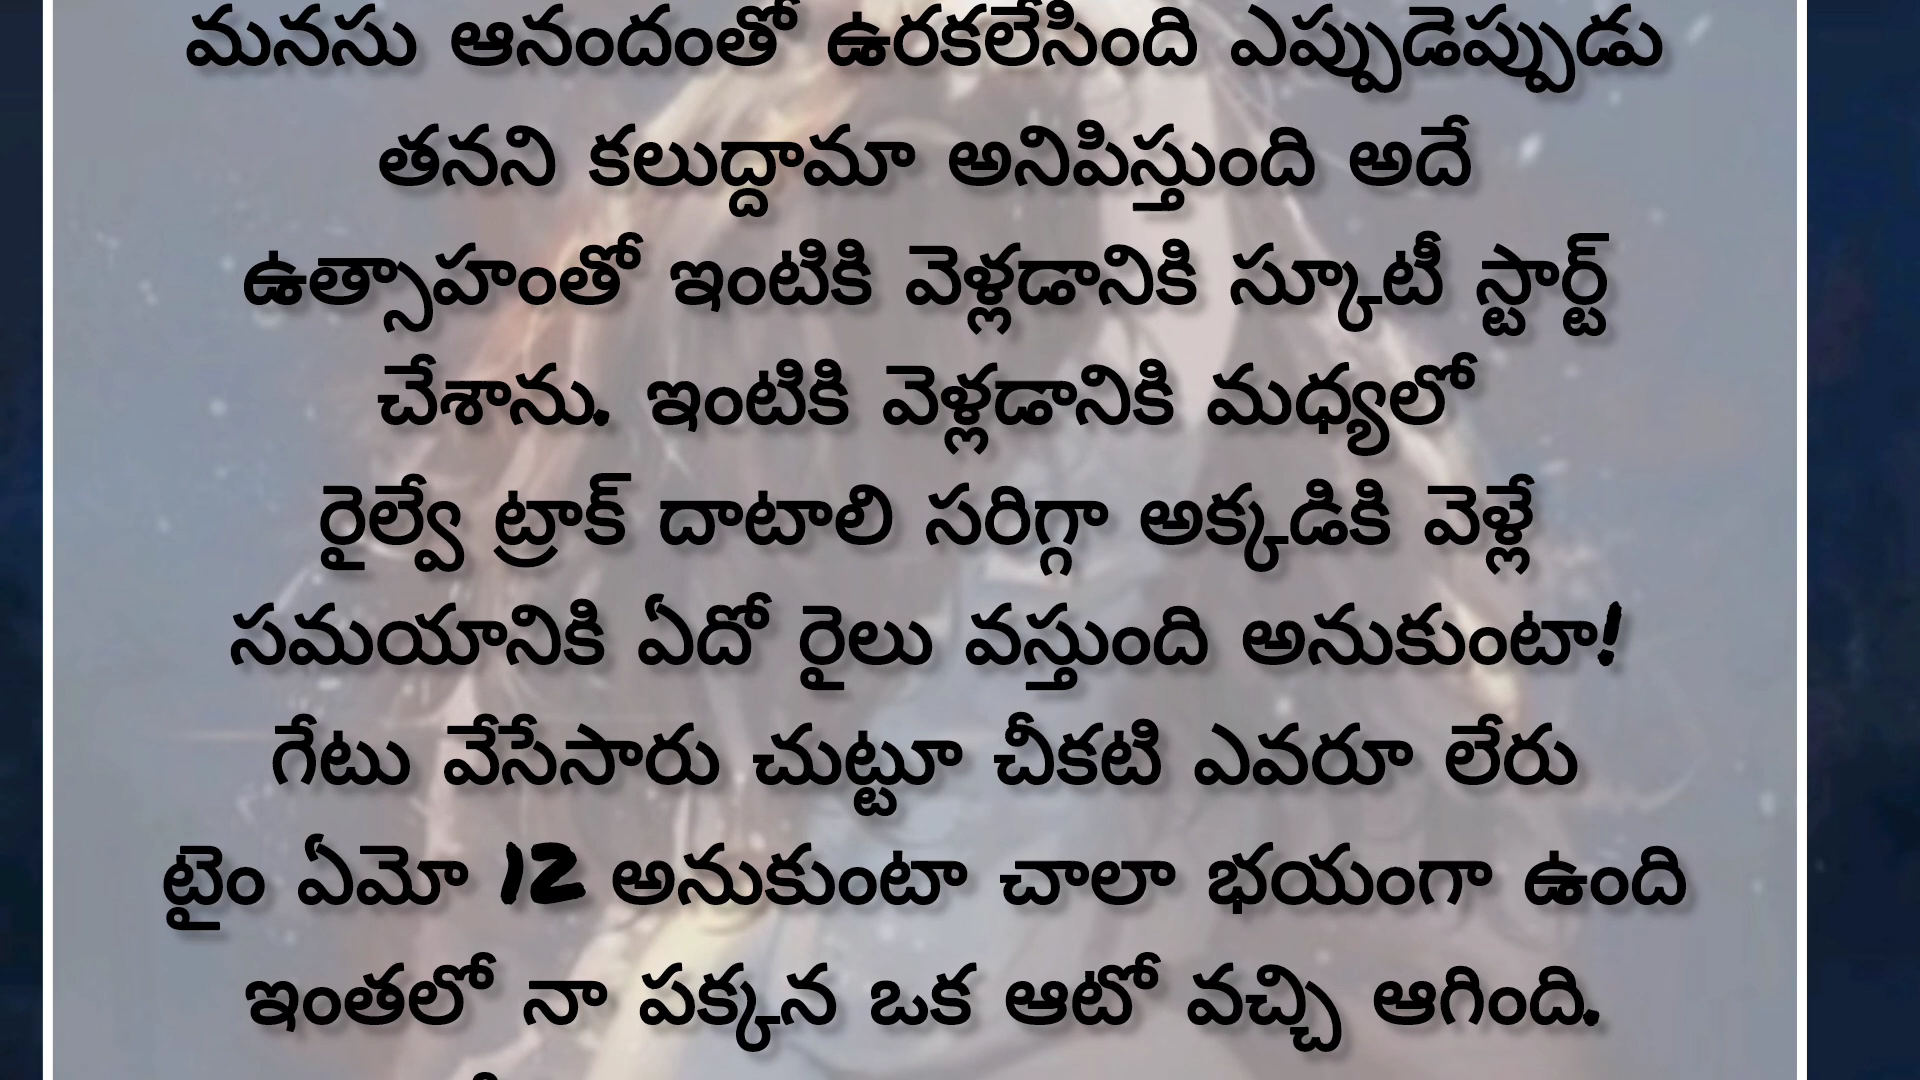 మనసు ఆనందంతో ఉరకలేసింది ఎప్పుడెప్పుడు
తనని కలుద్దామా అనిపిస్తుంది అదే
ఉత్సాహంతో ఇంటికి వెళ్లడానికి స్కూటీ స్టార్ట్
చేశాను. ఇంటికి వెళ్లడానికి మధ్యలో
రైల్వే ట్రాక్ దాటాలి సరిగ్గా అక్కడికి వెళ్లే
సమయానికి ఏదో రైలు వస్తుంది అనుకుంటా!
గేటు వేసేసారు చుట్టూ చీకటి ఎవరూ లేరు
టైం ఏమో 12 అనుకుంటా చాలా భయంగా ఉంది
ఇంతలో నా పక్కన ఒక ఆటో వచ్చి ఆగింది.